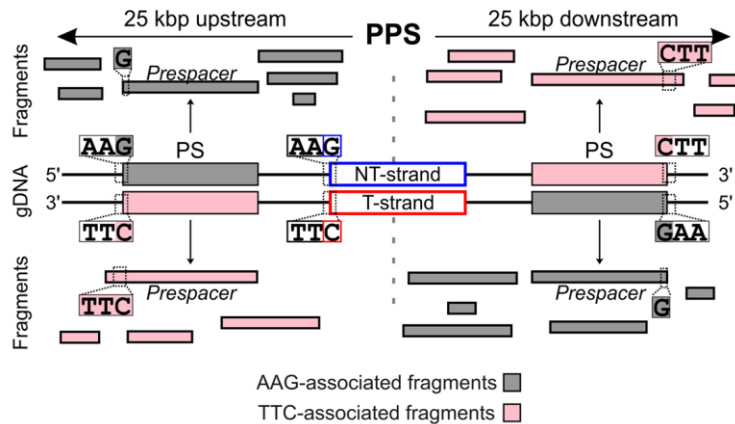 25 kbp upstream PPS 25 kbp downstream
Fragments
G
Prespacer
Prespacer
CTT
AAG
PS
AAG
PS
CTT
gDNA
5' NT-strand 3'
3' T-strand 5'
TTC
TTC
GAA
Fragments
TTC
Prespacer
Prespacer
G
AAG-associated fragments
TTC-associated fragments